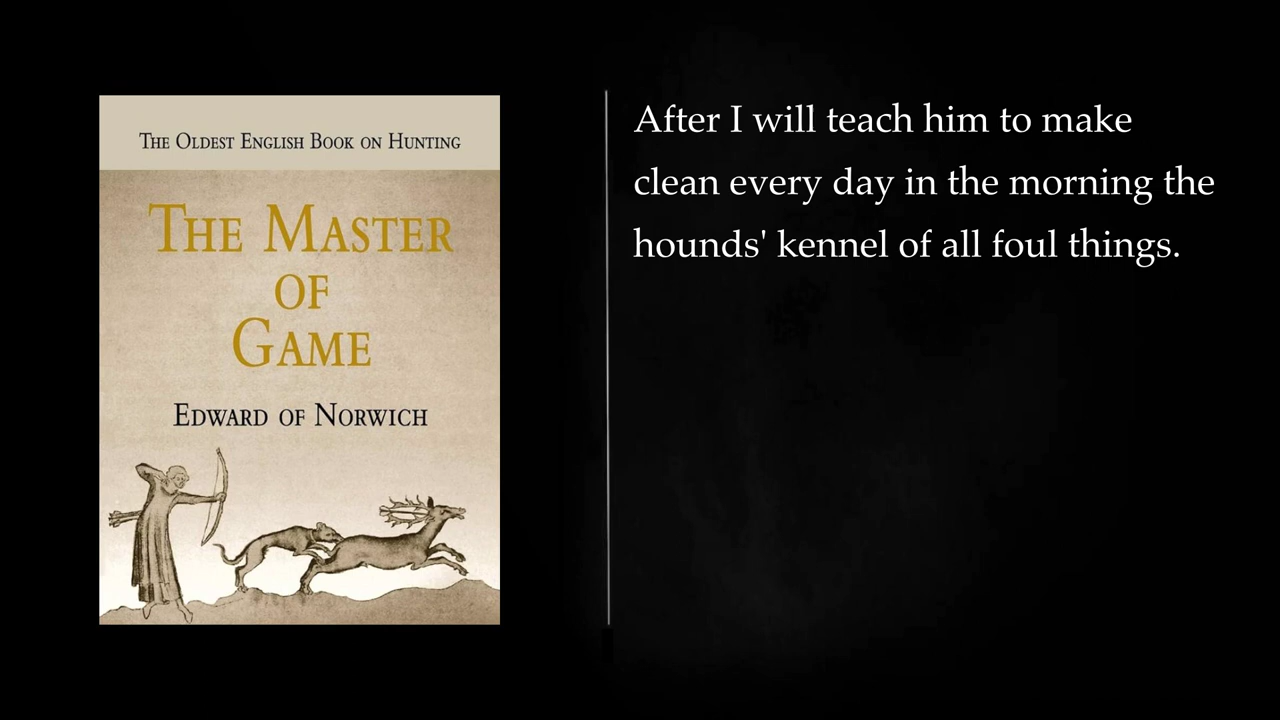 The Oldest English Book on Hunting
The Master
of
Game
Edward of Norwich
After I will teach him to make
clean every day in the morning the
hounds' kennel of all foul things.